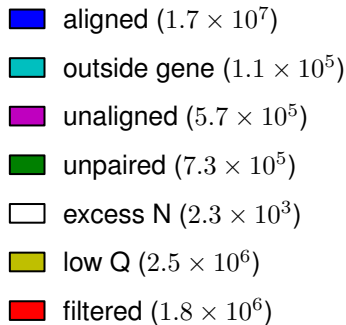 aligned (1.7 × 10⁷)
outside gene (1.1 × 10⁵)
unaligned (5.7 × 10⁵)
unpaired (7.3 × 10⁵)
excess N (2.3 × 10³)
low Q (2.5 × 10⁶)
filtered (1.8 × 10⁶)